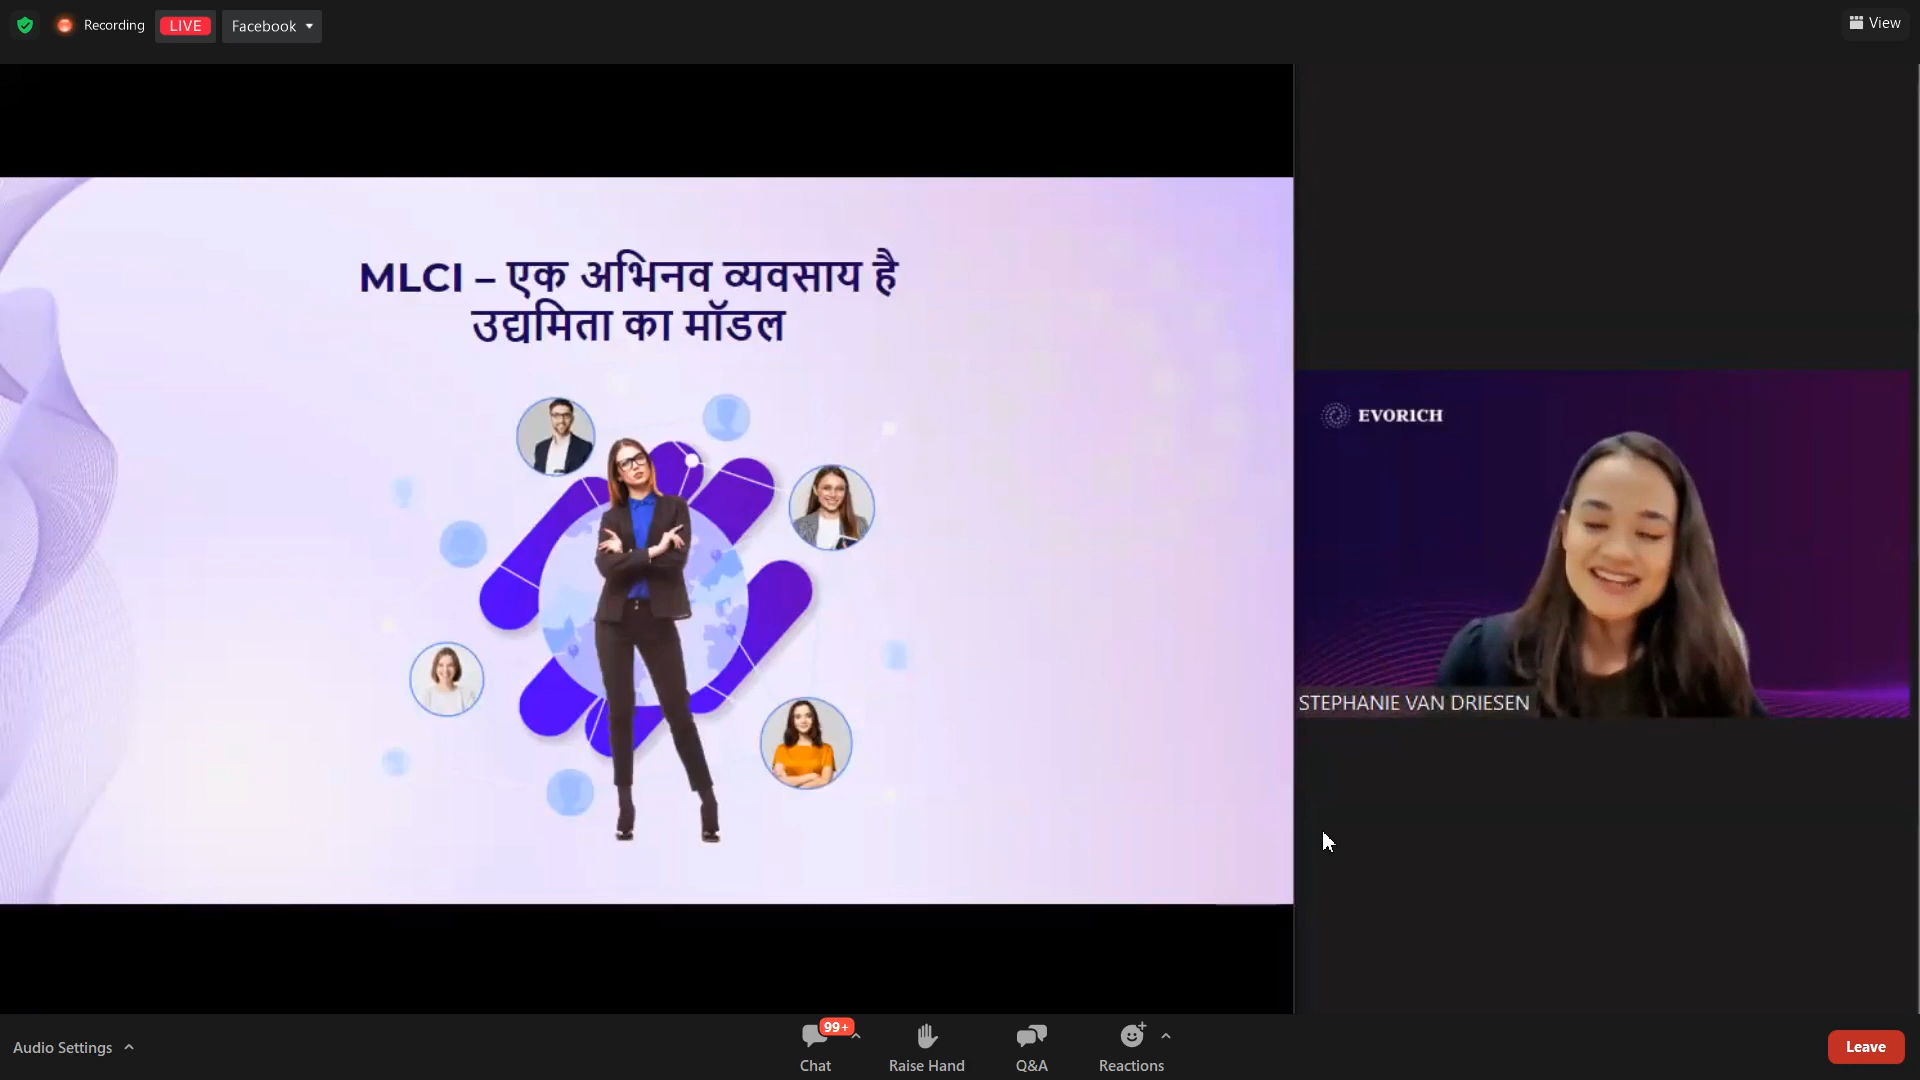 Recording
LIVE
Facebook
View
MLCI – एक अभिनव व्यवसाय है
उद्यमिता का मॉडल
EVORICH
STEPHANIE VAN DRIESEN
Audio Settings
99+
Chat
Raise Hand
Q&A
Reactions
Leave